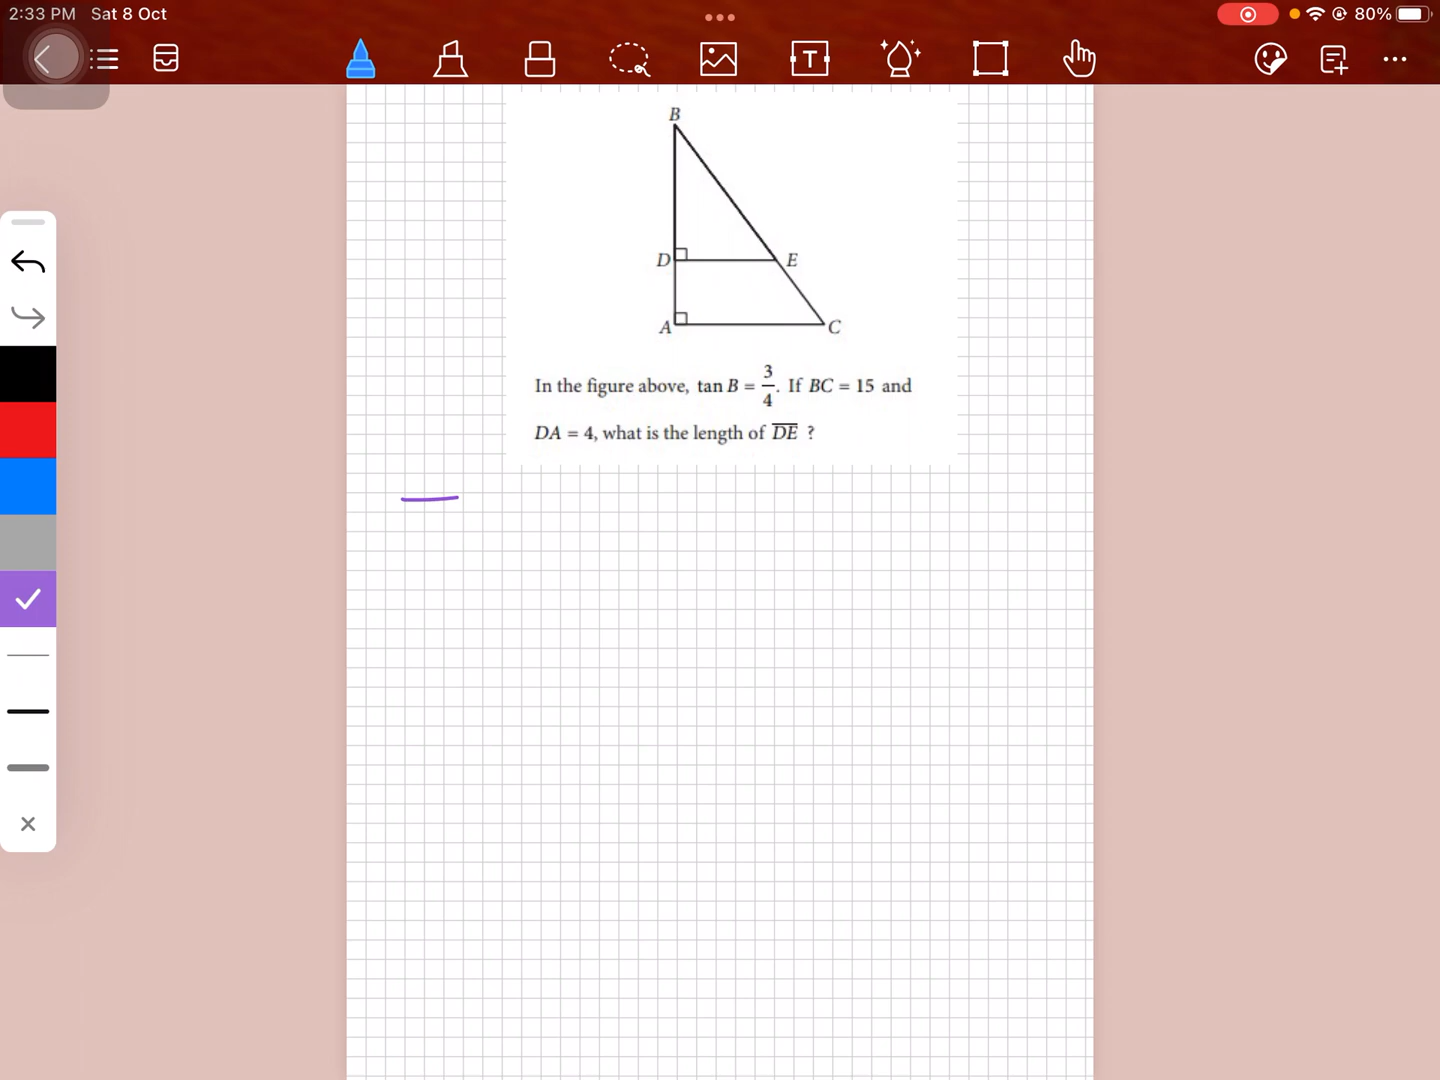 2:33 PM Sat 8 Oct
80%
T
B
D
E
A
C
In the figure above, tan B = 3/4. If BC = 15 and
DA = 4, what is the length of D̅E̅ ?